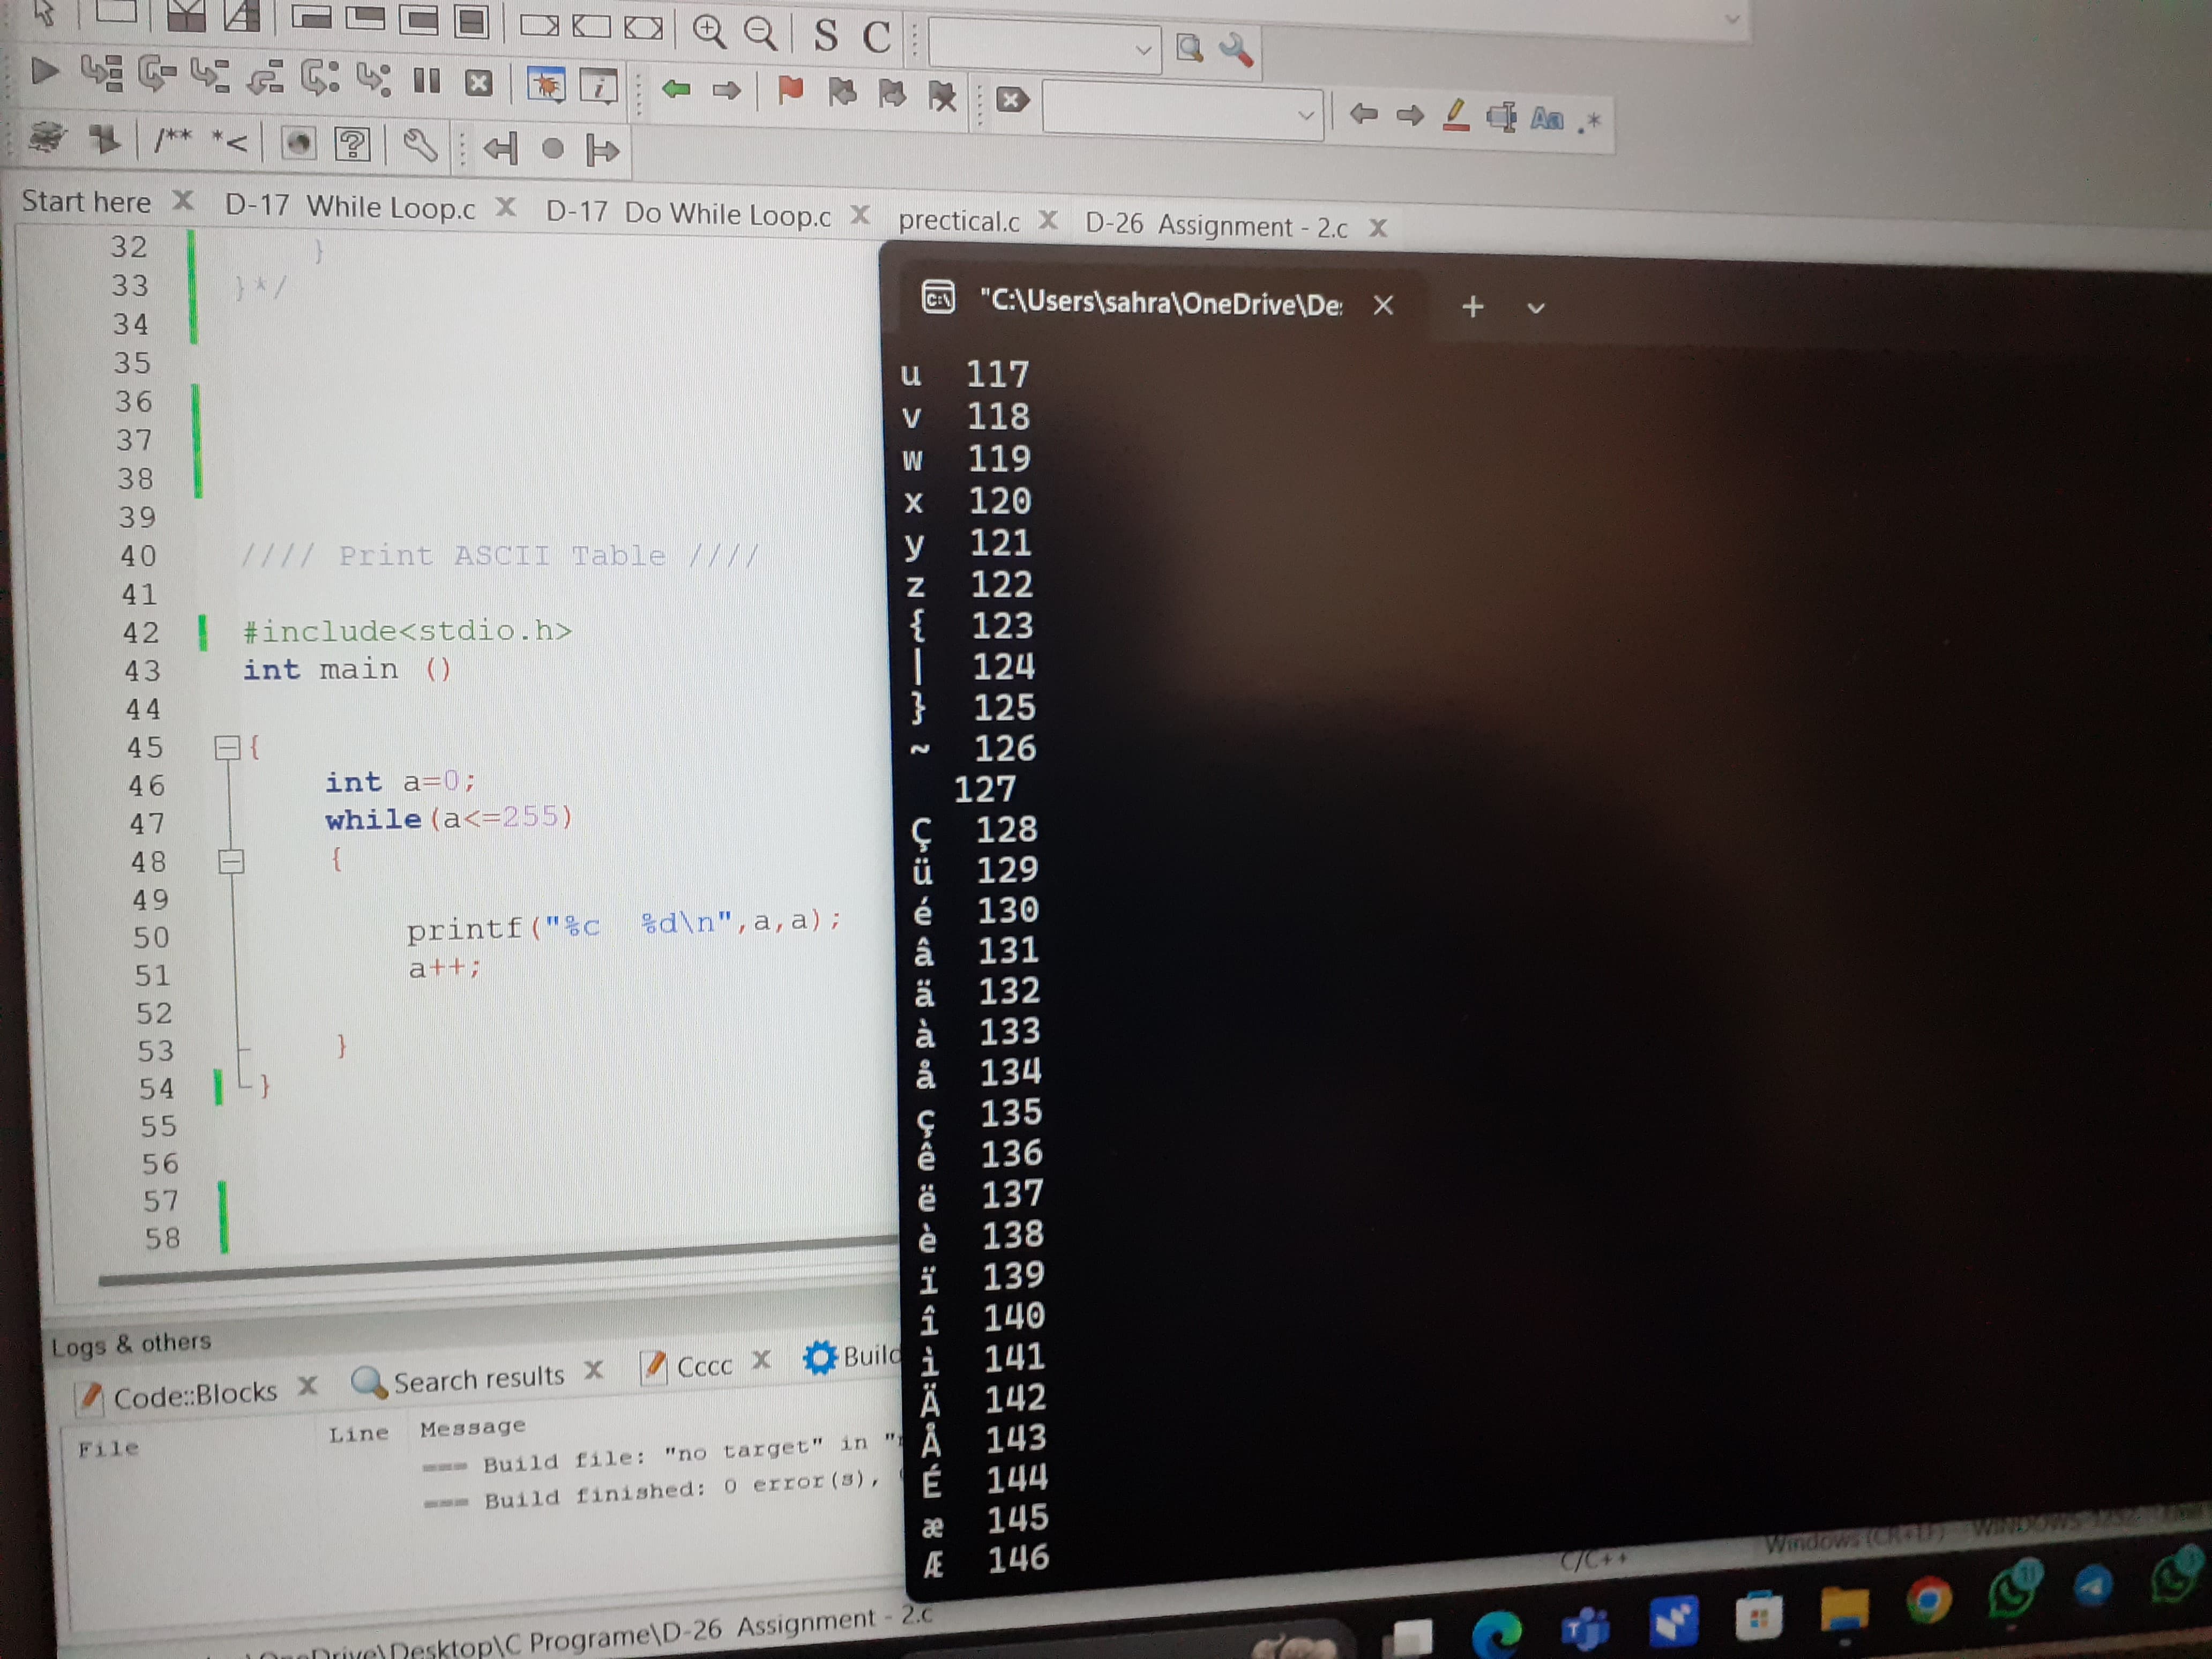 S C
/** *<
Aa .*
Start here D-17 While Loop.c D-17 Do While Loop.c prectical.c D-26 Assignment - 2.c
32 }
33 }*/
34
35
36
37
38
39
40 //// Print ASCII Table ////
41
42 #include<stdio.h>
43 int main ()
44
45 {
46 int a=0;
47 while(a<=255)
48 {
49
50 printf("%c %d\n",a,a);
51 a++;
52
53 }
54 }
55
56
57
58
C:\ "C:\Users\sahra\OneDrive\De:
u 117
v 118
w 119
x 120
y 121
z 122
{ 123
| 124
} 125
~ 126
127
Ç 128
ü 129
é 130
â 131
ä 132
à 133
å 134
ç 135
ê 136
ë 137
è 138
ï 139
î 140
ì 141
Ä 142
Å 143
É 144
æ 145
Æ 146
Logs & others
Code::Blocks Search results Cccc Build
File Line Message
=== Build file: "no target" in "
=== Build finished: 0 error(s),
OneDrive\Desktop\C Programe\D-26 Assignment - 2.c
C/C++ Windows (CR+LF) WINDOWS-1252